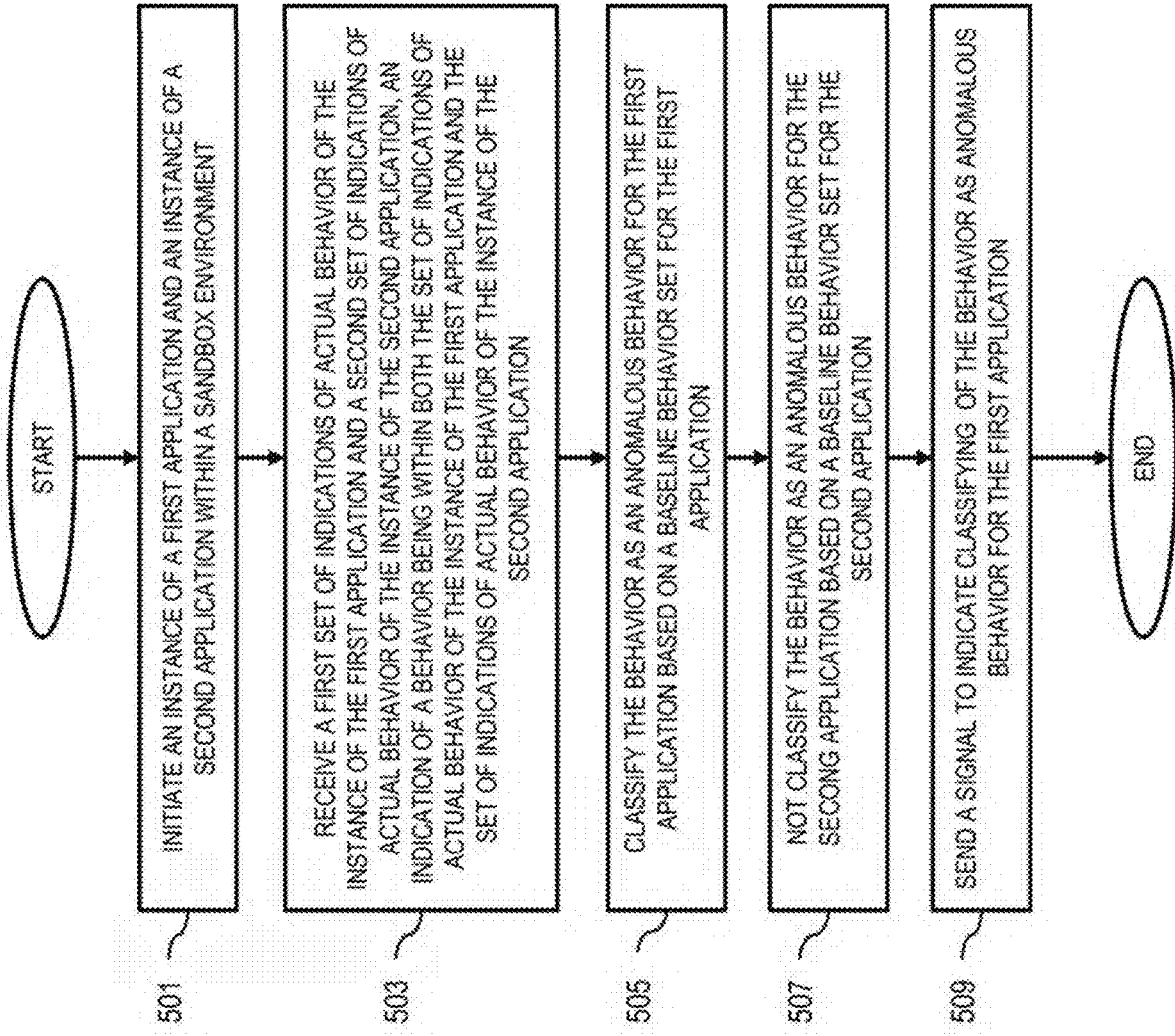 START
501
INITIATE AN INSTANCE OF A FIRST APPLICATION AND AN INSTANCE OF A
SECOND APPLICATION WITHIN A SANDBOX ENVIRONMENT
503
RECEIVE A FIRST SET OF INDICATIONS OF ACTUAL BEHAVIOR OF THE
INSTANCE OF THE FIRST APPLICATION AND A SECOND SET OF INDICATIONS OF
ACTUAL BEHAVIOR OF THE INSTANCE OF THE SECOND APPLICATION, AN
INDICATION OF A BEHAVIOR BEING WITHIN BOTH THE SET OF INDICATIONS OF
ACTUAL BEHAVIOR OF THE INSTANCE OF THE FIRST APPLICATION AND THE
SET OF INDICATIONS OF ACTUAL BEHAVIOR OF THE INSTANCE OF THE
SECOND APPLICATION
505
CLASSIFY THE BEHAVIOR AS AN ANOMALOUS BEHAVIOR FOR THE FIRST
APPLICATION BASED ON A BASELINE BEHAVIOR SET FOR THE FIRST
APPLICATION
507
NOT CLASSIFY THE BEHAVIOR AS AN ANOMALOUS BEHAVIOR FOR THE
SECONG APPLICATION BASED ON A BASELINE BEHAVIOR SET FOR THE
SECOND APPLICATION
509
SEND A SIGNAL TO INDICATE CLASSIFYING OF THE BEHAVIOR AS ANOMALOUS
BEHAVIOR FOR THE FIRST APPLICATION
END